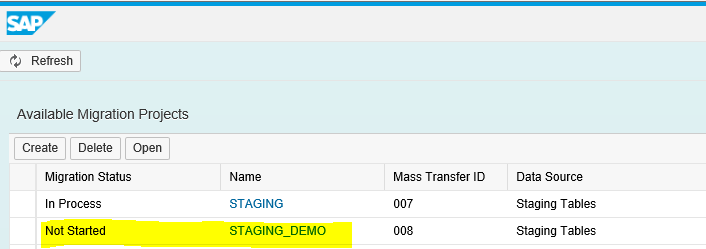 SAP
Refresh
Available Migration Projects
Create Delete Open
Migration Status Name Mass Transfer ID Data Source
In Process STAGING 007 Staging Tables
Not Started STAGING_DEMO 008 Staging Tables